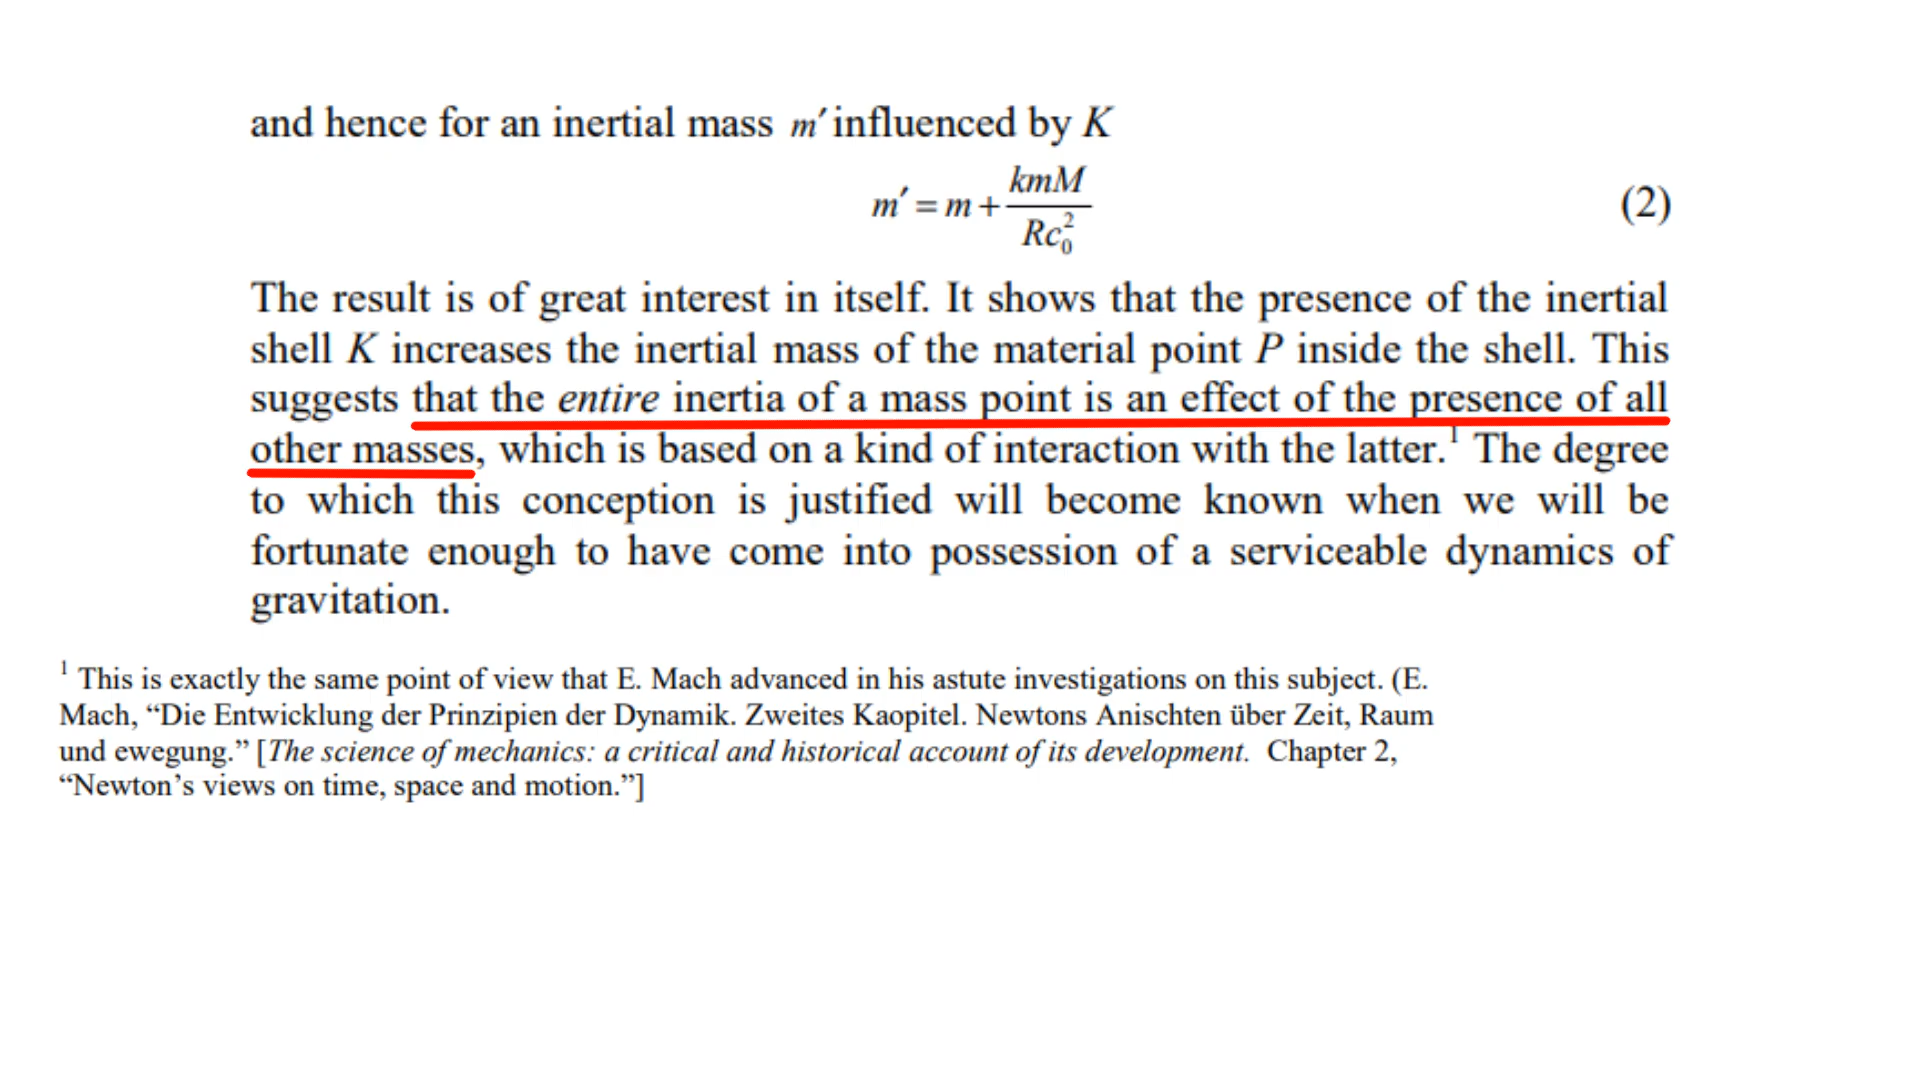 and hence for an inertial mass m′ influenced by K
m′ = m + kmM / Rc₀² (2)
The result is of great interest in itself. It shows that the presence of the inertial
shell K increases the inertial mass of the material point P inside the shell. This
suggests that the entire inertia of a mass point is an effect of the presence of all
other masses, which is based on a kind of interaction with the latter.¹ The degree
to which this conception is justified will become known when we will be
fortunate enough to have come into possession of a serviceable dynamics of
gravitation.
¹ This is exactly the same point of view that E. Mach advanced in his astute investigations on this subject. (E.
Mach, “Die Entwicklung der Prinzipien der Dynamik. Zweites Kaopitel. Newtons Anischten über Zeit, Raum
und ewegung.” [The science of mechanics: a critical and historical account of its development. Chapter 2,
“Newton’s views on time, space and motion.”]